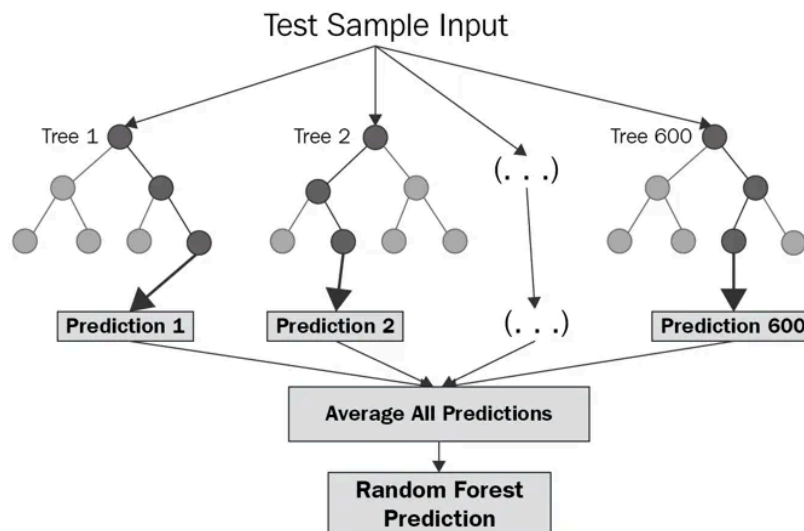 Test Sample Input
Tree 1
Tree 2
Tree 600
(. . .)
Prediction 1
Prediction 2
(. . .)
Prediction 600
Average All Predictions
Random Forest
Prediction